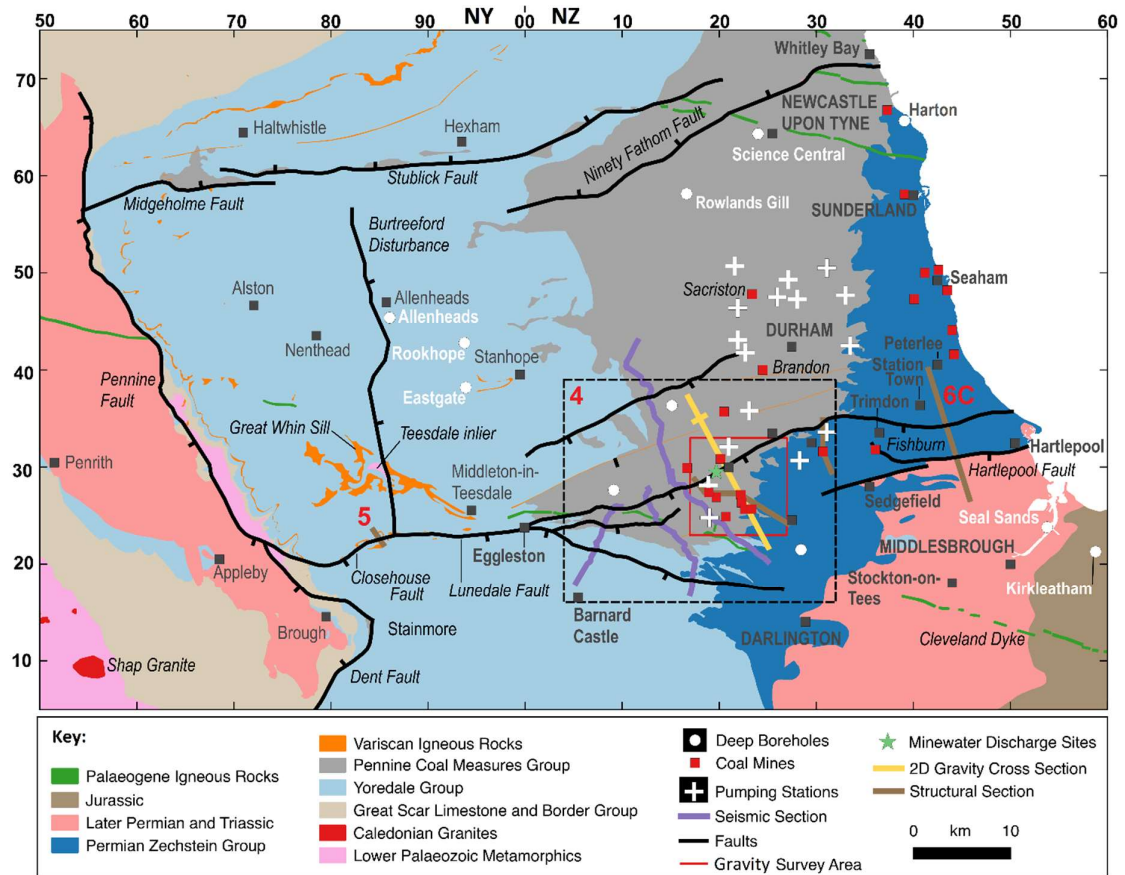 50 60 70 80 90 NY 00 NZ 10 20 30 40 50 60
70
60
50
40
30
20
10
Whitley Bay
NEWCASTLE
UPON TYNE
Harton
Science Central
Haltwhistle
Hexham
Ninety Fathom Fault
Stublick Fault
Midgeholme Fault
Rowlands Gill
SUNDERLAND
Burtreeford
Disturbance
Alston
Allenheads
Allenheads
Sacriston
Seaham
Nenthead
Rookhope
Stanhope
DURHAM
Peterlee
Station
Town
Brandon
Eastgate
Pennine
Fault
4
6C
Trimdon
Great Whin Sill
Teesdale inlier
Fishburn
Hartlepool
Hartlepool Fault
Penrith
Middleton-in-
Teesdale
Sedgefield
5
Seal Sands
Eggleston
MIDDLESBROUGH
Appleby
Closehouse
Fault
Lunedale Fault
Stockton-on-
Tees
Kirkleatham
Barnard
Castle
Brough
Stainmore
DARLINGTON
Cleveland Dyke
Shap Granite
Dent Fault
Key:
Palaeogene Igneous Rocks
Jurassic
Later Permian and Triassic
Permian Zechstein Group
Variscan Igneous Rocks
Pennine Coal Measures Group
Yoredale Group
Great Scar Limestone and Border Group
Caledonian Granites
Lower Palaeozoic Metamorphics
Deep Boreholes
Coal Mines
Pumping Stations
Seismic Section
Faults
Gravity Survey Area
Minewater Discharge Sites
2D Gravity Cross Section
Structural Section
0 km 10